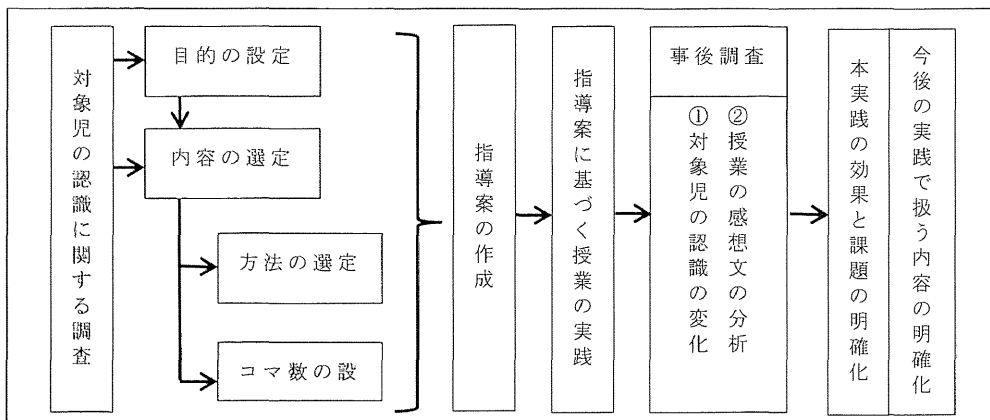 対象児の認識に関する調査
目的の設定
内容の選定
方法の選定
コマ数の設
指導案の作成
指導案に基づく授業の実践
事後調査
②授業の感想文の分析
①対象児の認識の変化
今後の実践で扱う内容の明確化
本実践の効果と課題の明確化